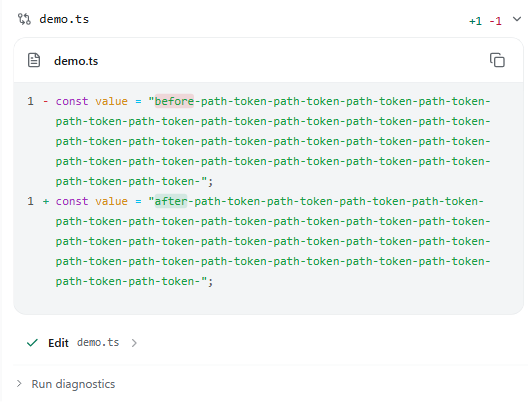 demo.ts +1 -1
demo.ts
1 - const value = "before-path-token-path-token-path-token-path-token-
path-token-path-token-path-token-path-token-path-token-path-token-
path-token-path-token-path-token-path-token-path-token-path-token-
path-token-path-token-path-token-path-token-path-token-path-token-
path-token-path-token-";
1 + const value = "after-path-token-path-token-path-token-path-token-
path-token-path-token-path-token-path-token-path-token-path-token-
path-token-path-token-path-token-path-token-path-token-path-token-
path-token-path-token-path-token-path-token-path-token-path-token-
path-token-path-token-";
Edit demo.ts
Run diagnostics